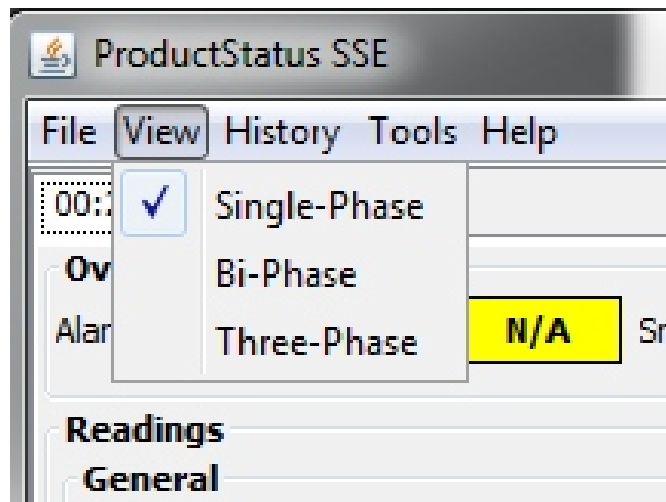 ProductStatus SSE
File View History Tools Help
Single-Phase
Bi-Phase
Three-Phase
N/A
Readings
General